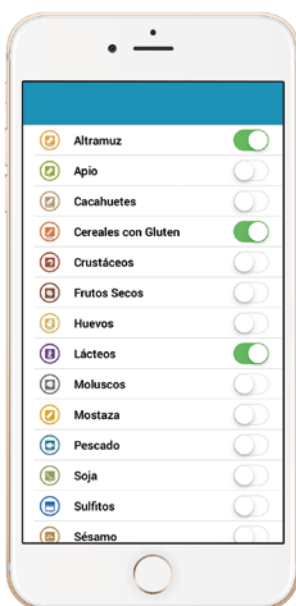 Altramuz
Apio
Cacahuetes
Cereales con Gluten
Crustáceos
Frutos Secos
Huevos
Lácteos
Moluscos
Mostaza
Pescado
Soja
Sulfitos
Sésamo